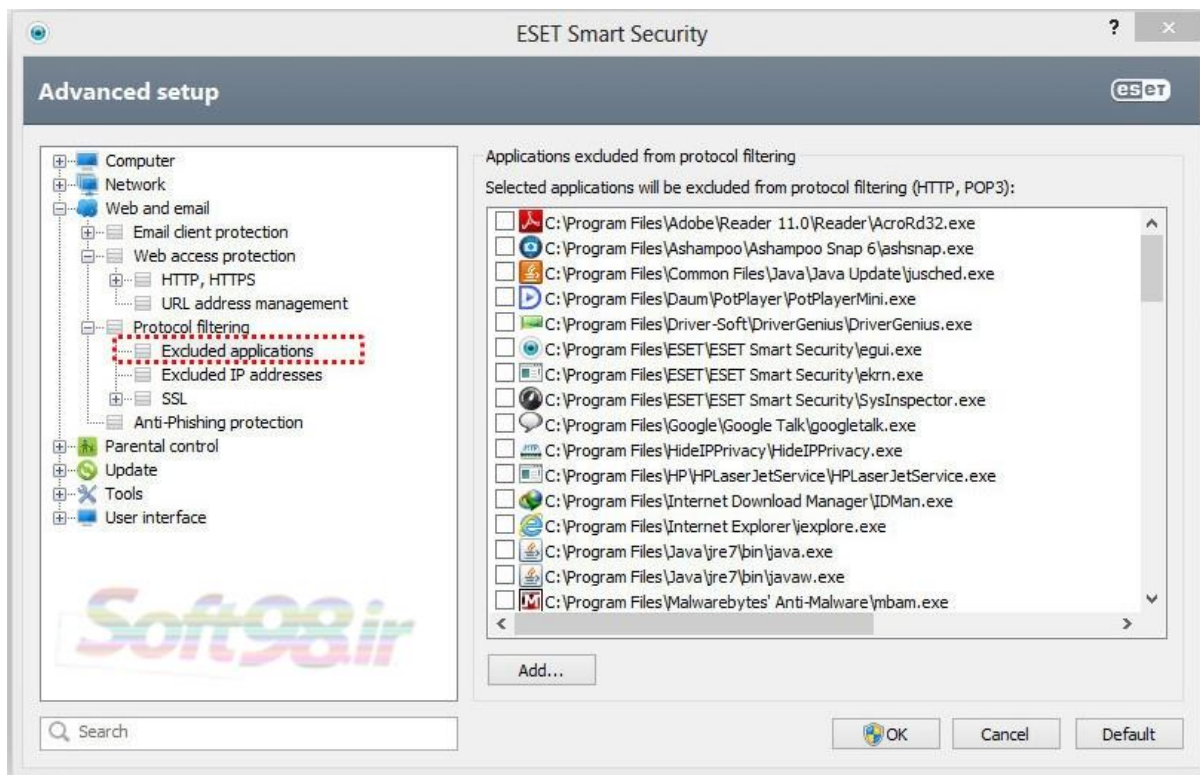 ESET Smart Security
?
Advanced setup
eset
Computer
Network
Web and email
Email client protection
Web access protection
HTTP, HTTPS
URL address management
Protocol filtering
Excluded applications
Excluded IP addresses
SSL
Anti-Phishing protection
Parental control
Update
Tools
User interface
Soft98.ir
Search
Applications excluded from protocol filtering
Selected applications will be excluded from protocol filtering (HTTP, POP3):
C:\Program Files\Adobe\Reader 11.0\Reader\AcroRd32.exe
C:\Program Files\Ashampoo\Ashampoo Snap 6\ashsnap.exe
C:\Program Files\Common Files\Java\Java Update\jusched.exe
C:\Program Files\Daum\PotPlayer\PotPlayerMini.exe
C:\Program Files\Driver-Soft\DriverGenius\DriverGenius.exe
C:\Program Files\ESET\ESET Smart Security\egui.exe
C:\Program Files\ESET\ESET Smart Security\ekrn.exe
C:\Program Files\ESET\ESET Smart Security\SysInspector.exe
C:\Program Files\Google\Google Talk\googletalk.exe
C:\Program Files\HideIPPrivacy\HideIPPrivacy.exe
C:\Program Files\HP\HPLaserJetService\HPLaserJetService.exe
C:\Program Files\Internet Download Manager\IDMan.exe
C:\Program Files\Internet Explorer\iexplore.exe
C:\Program Files\Java\jre7\bin\java.exe
C:\Program Files\Java\jre7\bin\javaw.exe
C:\Program Files\Malwarebytes' Anti-Malware\mbam.exe
Add...
OK
Cancel
Default